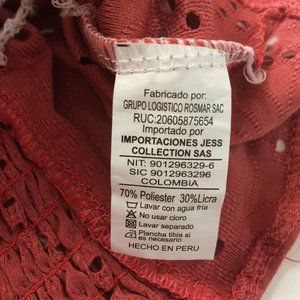 Fabricado por:
GRUPO LOGISTICO ROSMAR SAC
RUC:20605875654
Importado por
IMPORTACIONES JESS
COLLECTION SAS
NIT: 901296329-6
SIC 9012963296
COLOMBIA
70% Poliester 30%Licra
Lavar con agua fría
No usar cloro
Lavar separado
Plancha tibia si
es necesario
HECHO EN PERU